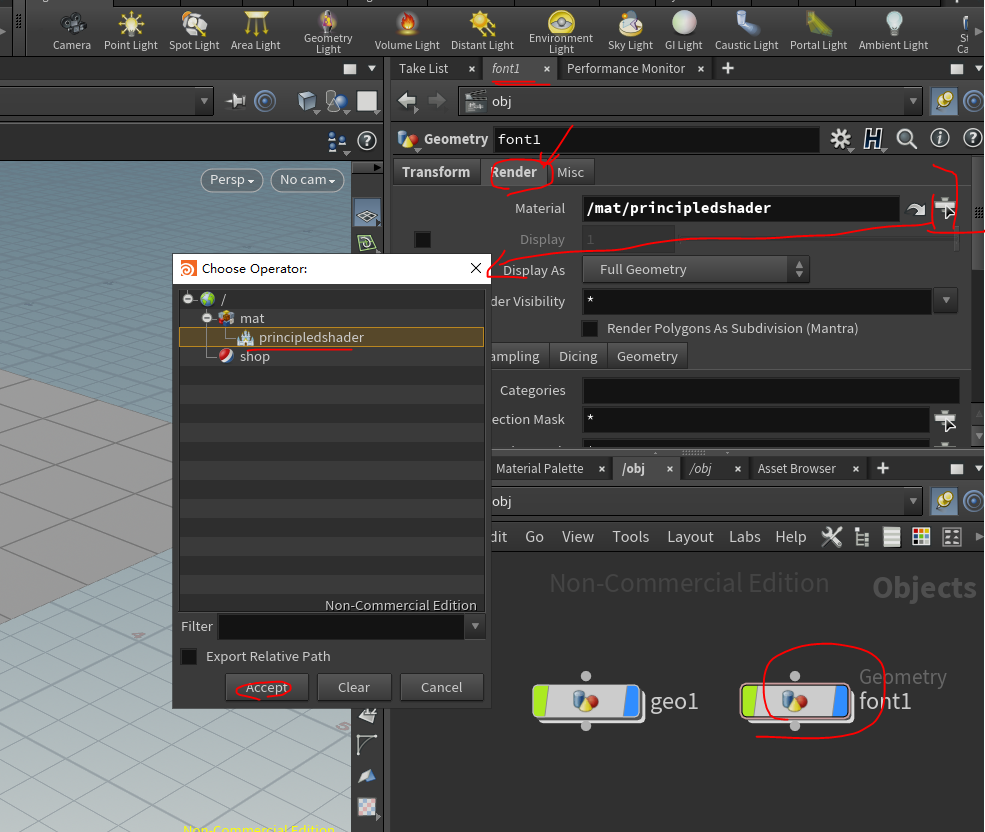 Camera
Point Light
Spot Light
Area Light
Geometry
Light
Volume Light
Distant Light
Environment
Light
Sky Light
GI Light
Caustic Light
Portal Light
Ambient Light
Take List
font1
Performance Monitor
obj
Geometry
font1
Transform
Render
Misc
Persp
No cam
Material
/mat/principledshader
Display
1
Choose Operator:
Display As
Full Geometry
/
der Visibility
*
mat
Render Polygons As Subdivision (Mantra)
principledshader
shop
ampling
Dicing
Geometry
Categories
ection Mask
*
Material Palette
/obj
/obj
Asset Browser
obj
dit
Go
View
Tools
Layout
Labs
Help
Non-Commercial Edition
Objects
Non-Commercial Edition
Filter
Export Relative Path
Accept
Clear
Cancel
Geometry
geo1
font1
Non-Commercial Edition